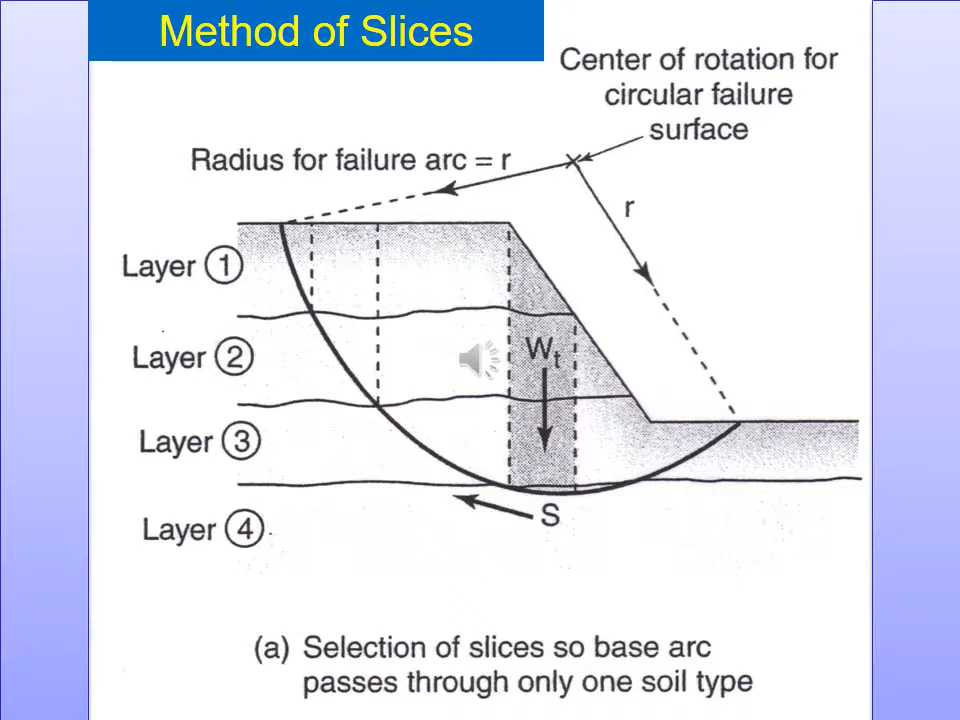 Method of Slices
Center of rotation for
circular failure
surface
Radius for failure arc = r
r
Layer 1
Layer 2
Wt
Layer 3
S
Layer 4
(a) Selection of slices so base arc
passes through only one soil type